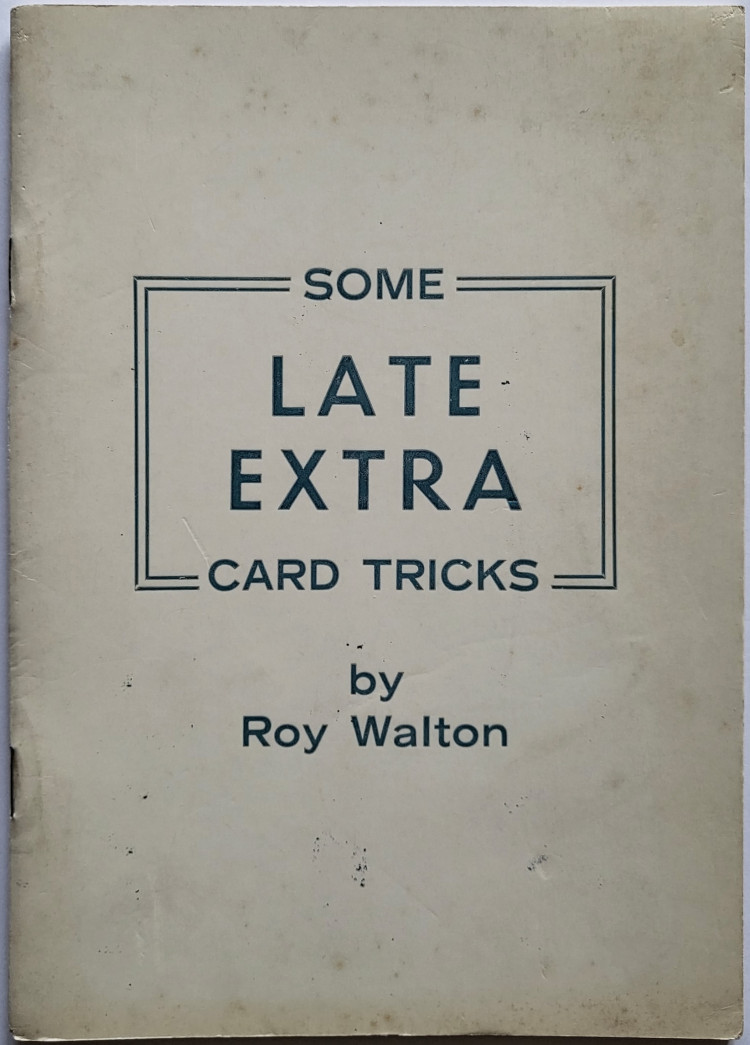 SOME
LATE
EXTRA
CARD TRICKS
by
Roy Walton